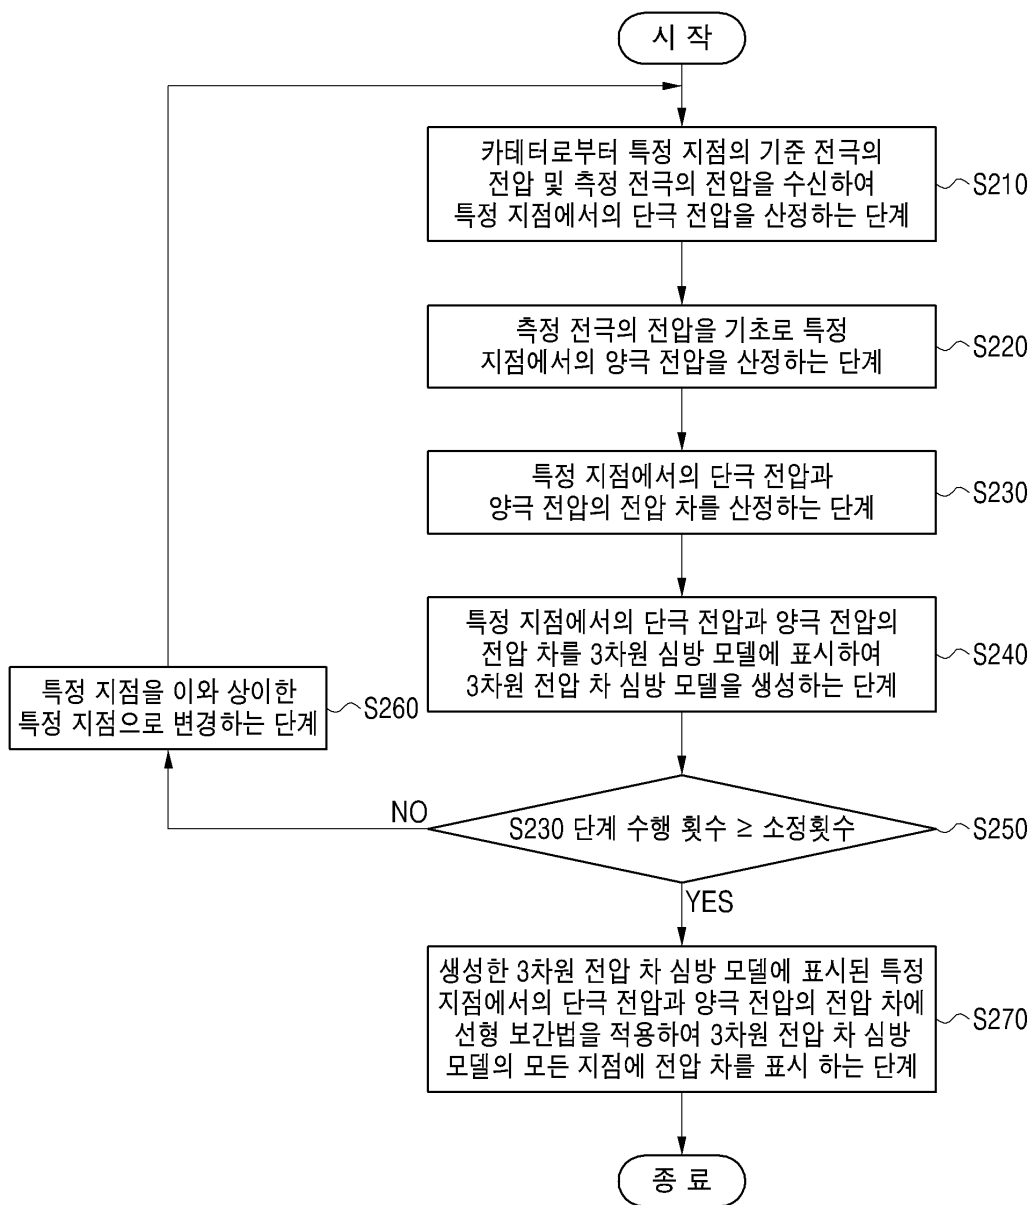 시 작
카테터로부터 특정 지점의 기준 전극의
전압 및 측정 전극의 전압을 수신하여
특정 지점에서의 단극 전압을 산정하는 단계
S210
측정 전극의 전압을 기초로 특정
지점에서의 양극 전압을 산정하는 단계
S220
특정 지점에서의 단극 전압과
양극 전압의 전압 차를 산정하는 단계
S230
특정 지점에서의 단극 전압과 양극 전압의
전압 차를 3차원 심방 모델에 표시하여
3차원 전압 차 심방 모델을 생성하는 단계
S240
특정 지점을 이와 상이한
특정 지점으로 변경하는 단계
S260
NO
S230 단계 수행 횟수 ≥ 소정횟수
S250
YES
생성한 3차원 전압 차 심방 모델에 표시된 특정
지점에서의 단극 전압과 양극 전압의 전압 차에
선형 보간법을 적용하여 3차원 전압 차 심방
모델의 모든 지점에 전압 차를 표시 하는 단계
S270
종 료